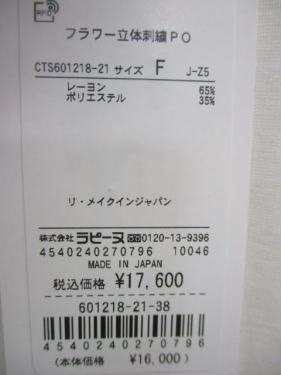 RFID
フラワー立体刺繍PO
CTS601218-21 サイズ F J-Z5
レーヨン 65%
ポリエステル 35%
リ・メイクインジャパン
株式会社 ラピーヌ 0120-13-9396
4540240270796 10046
MADE IN JAPAN
税込価格 ¥17,600
601218-21-38
4540240270796
(本体価格 ¥16,000)